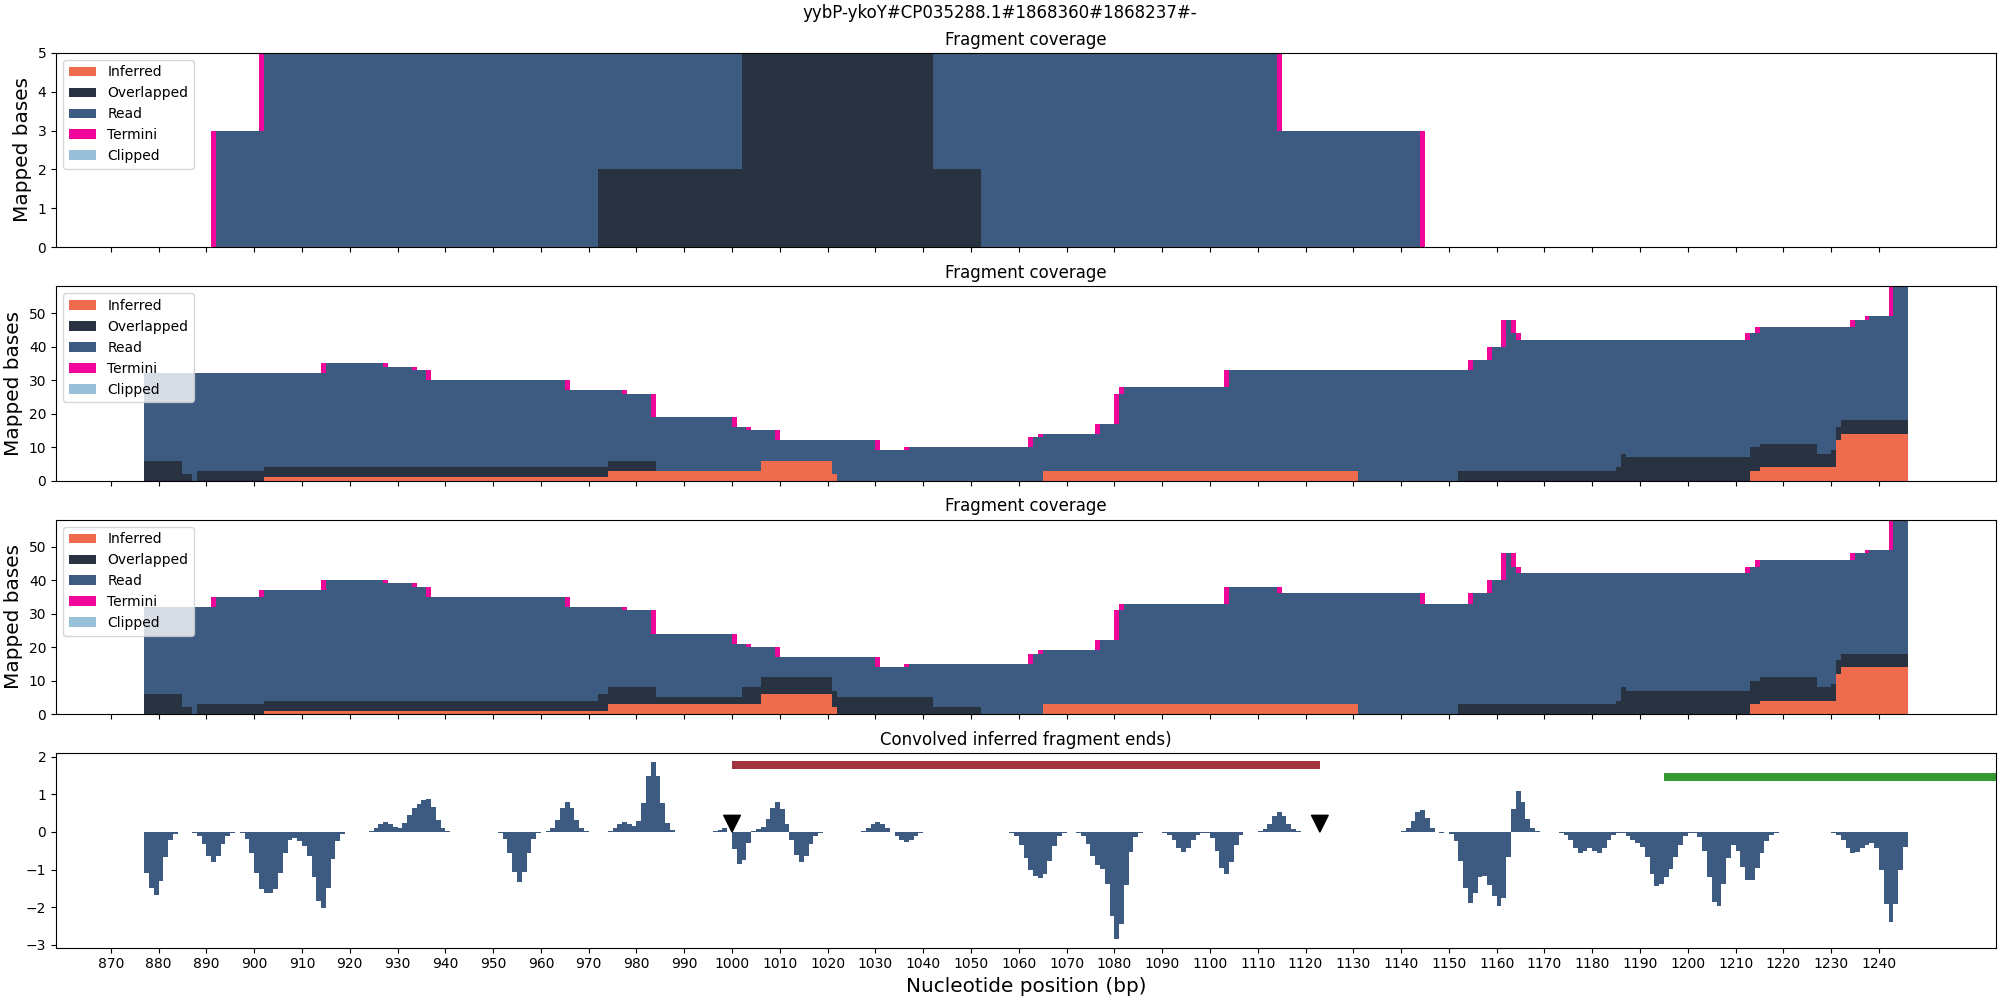 yybP-ykoY#CP035288.1#1868360#1868237#-
Fragment coverage
Mapped bases
5
4
3
2
1
0
Inferred
Overlapped
Read
Termini
Clipped
Fragment coverage
Mapped bases
50
40
30
20
10
0
Inferred
Overlapped
Read
Termini
Clipped
Fragment coverage
Mapped bases
50
40
30
20
10
0
Inferred
Overlapped
Read
Termini
Clipped
Convolved inferred fragment ends)
2
1
0
−1
−2
−3
870 880 890 900 910 920 930 940 950 960 970 980 990 1000 1010 1020 1030 1040 1050 1060 1070 1080 1090 1100 1110 1120 1130 1140 1150 1160 1170 1180 1190 1200 1210 1220 1230 1240
Nucleotide position (bp)